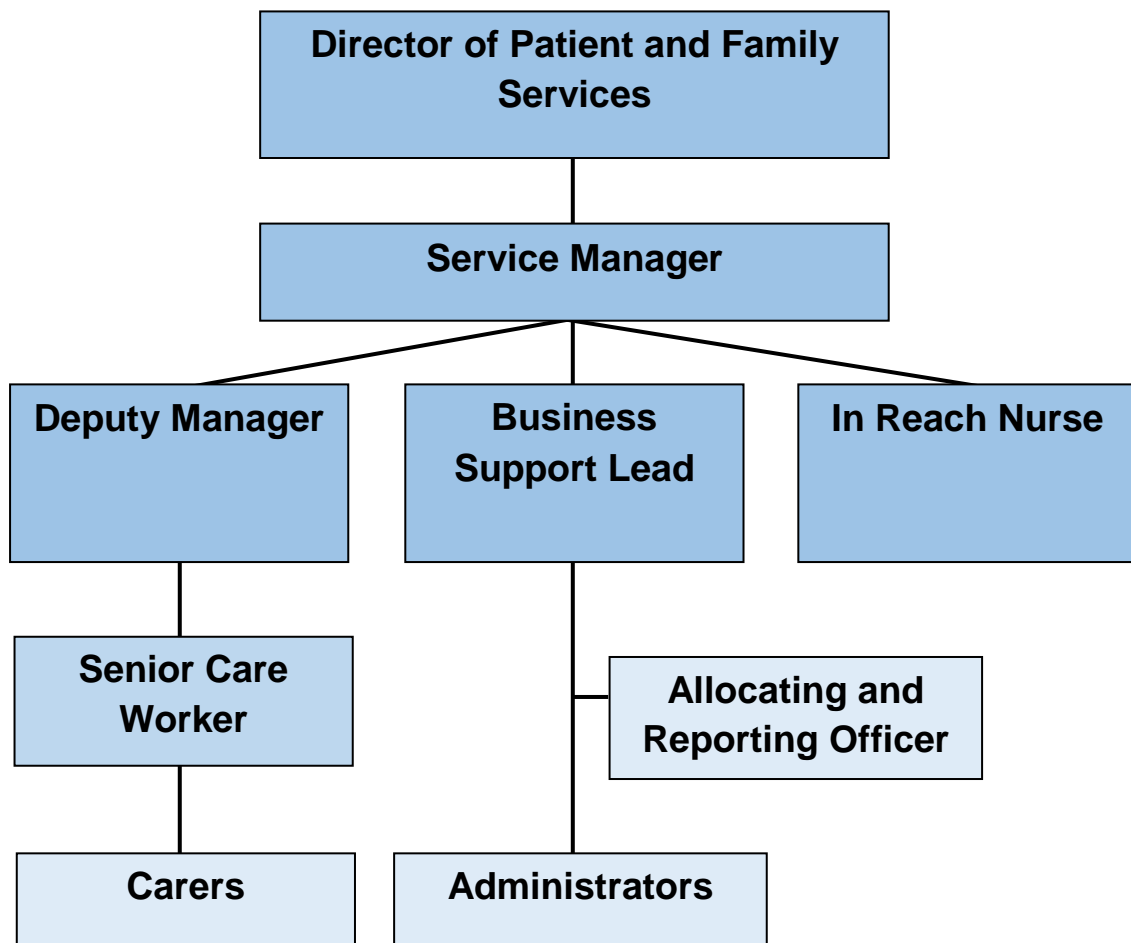 Director of Patient and Family
Services
Service Manager
Deputy Manager
Business
Support Lead
In Reach Nurse
Senior Care
Worker
Allocating and
Reporting Officer
Carers
Administrators